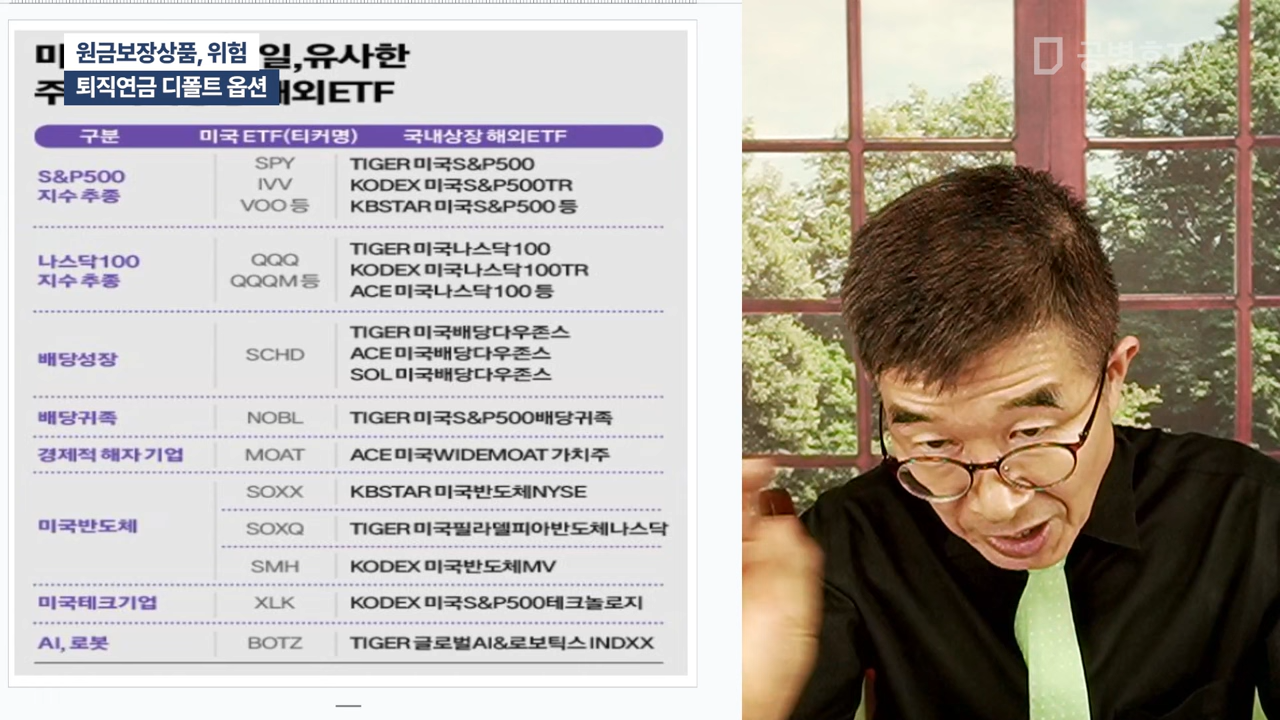 원금보장상품, 위험
퇴직연금 디폴트 옵션
미 일,유사한
주 해외ETF
구분 미국 ETF(티커명) 국내상장 해외ETF
S&P500
지수 추종
SPY
IVV
VOO 등
TIGER 미국S&P500
KODEX 미국S&P500TR
KBSTAR 미국S&P500 등
나스닥100
지수 추종
QQQ
QQQM 등
TIGER 미국나스닥100
KODEX 미국나스닥100TR
ACE 미국나스닥100 등
배당성장
SCHD
TIGER 미국배당다우존스
ACE 미국배당다우존스
SOL 미국배당다우존스
배당귀족 NOBL TIGER 미국S&P500배당귀족
경제적 해자 기업 MOAT ACE 미국WIDEMOAT 가치주
미국반도체
SOXX KBSTAR 미국반도체NYSE
SOXQ TIGER 미국필라델피아반도체나스닥
SMH KODEX 미국반도체MV
미국테크기업 XLK KODEX 미국S&P500테크놀로지
AI, 로봇 BOTZ TIGER 글로벌AI&로보틱스 INDXX
공병호TV